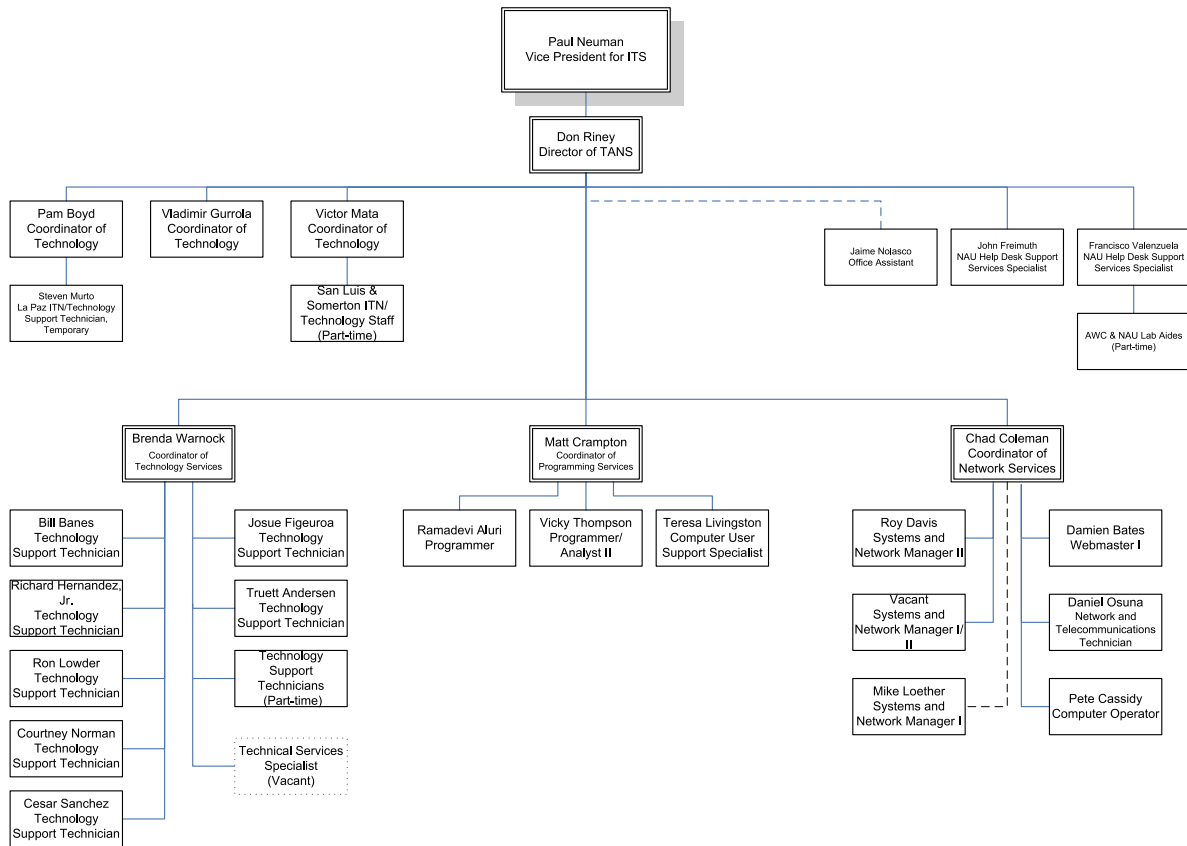 Paul Neuman
Vice President for ITS
Don Riney
Director of TANS
Pam Boyd
Coordinator of
Technology
Vladimir Gurrola
Coordinator of
Technology
Victor Mata
Coordinator of
Technology
Jaime Nolasco
Office Assistant
John Freimuth
NAU Help Desk Support
Services Specialist
Francisco Valenzuela
NAU Help Desk Support
Services Specialist
Steven Murto
La Paz ITN/Technology
Support Technician,
Temporary
San Luis &
Somerton ITN/
Technology Staff
(Part-time)
AWC & NAU Lab Aides
(Part-time)
Brenda Warnock
Coordinator of
Technology Services
Matt Crampton
Coordinator of
Programming Services
Chad Coleman
Coordinator of
Network Services
Bill Banes
Technology
Support Technician
Josue Figeuroa
Technology
Support Technician
Ramadevi Aluri
Programmer
Vicky Thompson
Programmer/
Analyst II
Teresa Livingston
Computer User
Support Specialist
Roy Davis
Systems and
Network Manager II
Damien Bates
Webmaster I
Richard Hernandez,
Jr.
Technology
Support Technician
Truett Andersen
Technology
Support Technician
Vacant
Systems and
Network Manager I/
II
Daniel Osuna
Network and
Telecommunications
Technician
Ron Lowder
Technology
Support Technician
Technology
Support
Technicians
(Part-time)
Mike Loether
Systems and
Network Manager I
Pete Cassidy
Computer Operator
Courtney Norman
Technology
Support Technician
Technical Services
Specialist
(Vacant)
Cesar Sanchez
Technology
Support Technician